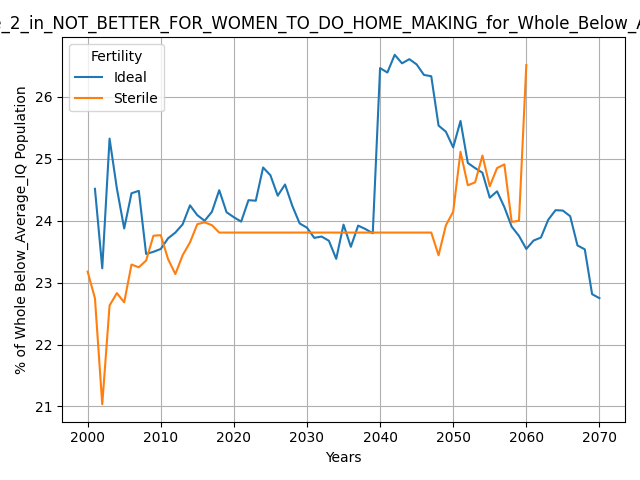 _2_in_NOT_BETTER_FOR_WOMEN_TO_DO_HOME_MAKING_for_Whole_Below_A
Fertility
Ideal
Sterile
% of Whole Below_Average_IQ Population
26
25
24
23
22
21
2000 2010 2020 2030 2040 2050 2060 2070
Years